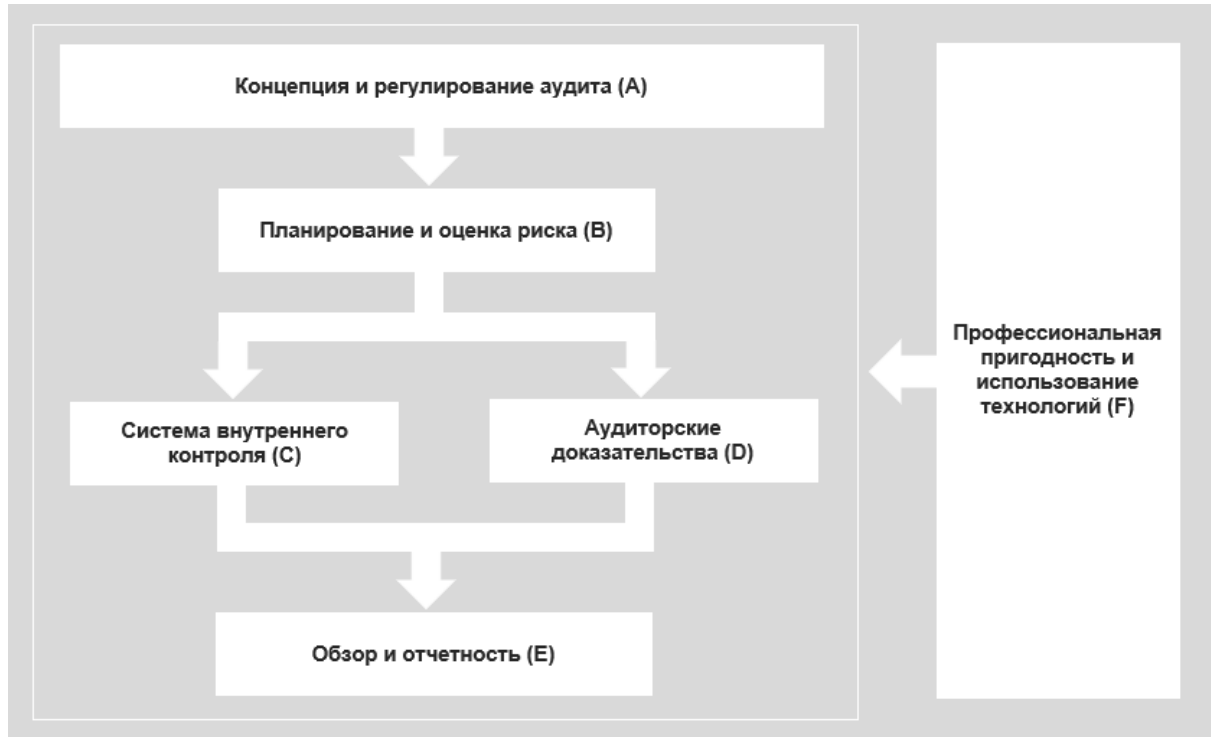 Концепция и регулирование аудита (A)
Планирование и оценка риска (B)
Система внутреннего
контроля (C)
Аудиторские
доказательства (D)
Обзор и отчетность (E)
Профессиональная
пригодность и
использование
технологий (F)